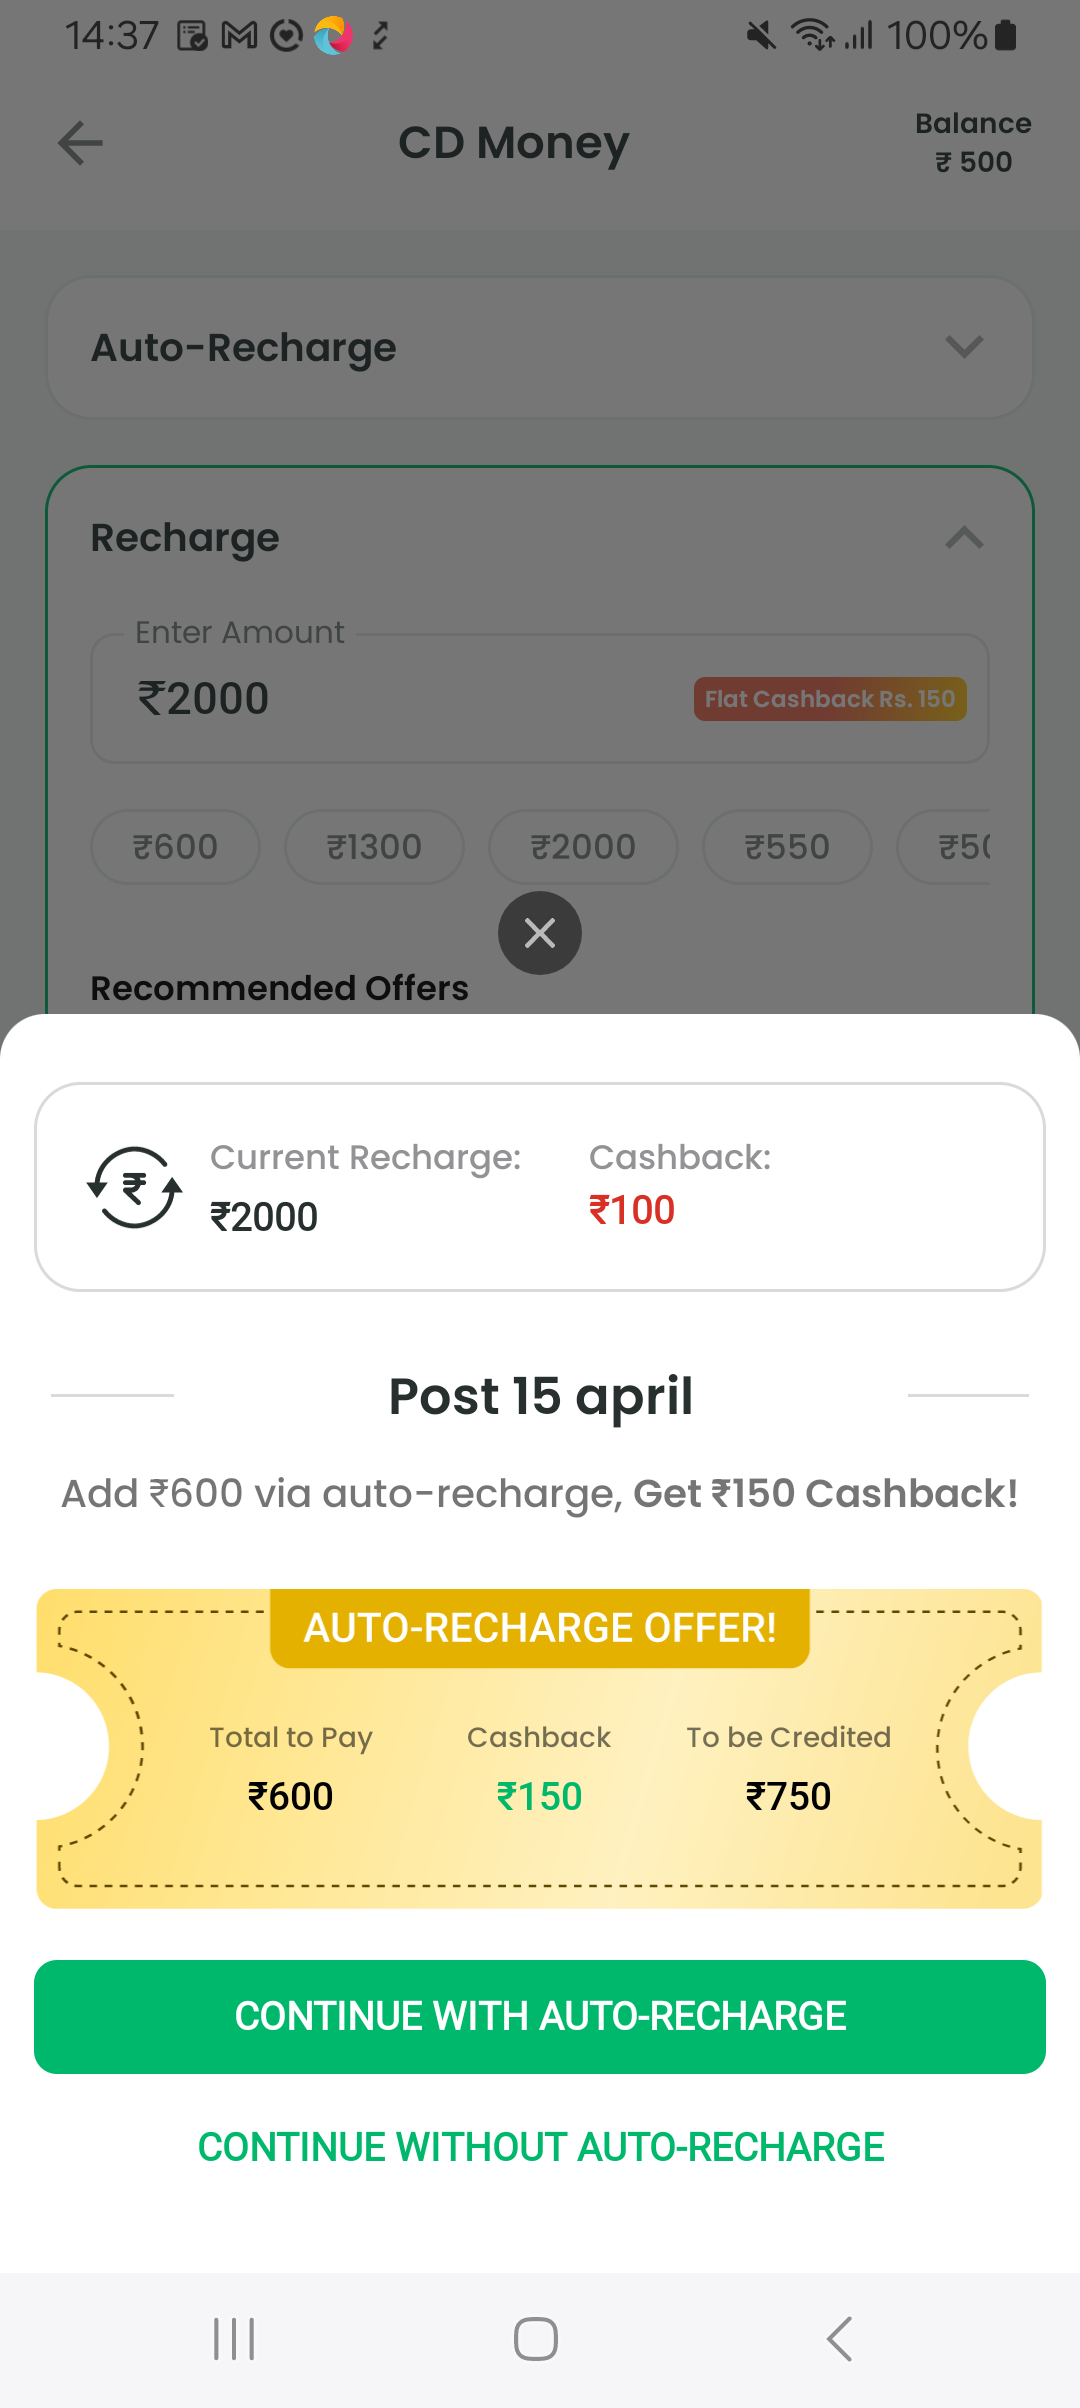 14:37
100%
CD Money
Balance
₹ 500
Auto-Recharge
Recharge
Enter Amount
₹2000
Flat Cashback Rs. 150
₹600 ₹1300 ₹2000 ₹550 ₹50
Recommended Offers
Current Recharge: Cashback:
₹2000 ₹100
Post 15 april
Add ₹600 via auto-recharge, Get ₹150 Cashback!
AUTO-RECHARGE OFFER!
Total to Pay Cashback To be Credited
₹600 ₹150 ₹750
CONTINUE WITH AUTO-RECHARGE
CONTINUE WITHOUT AUTO-RECHARGE